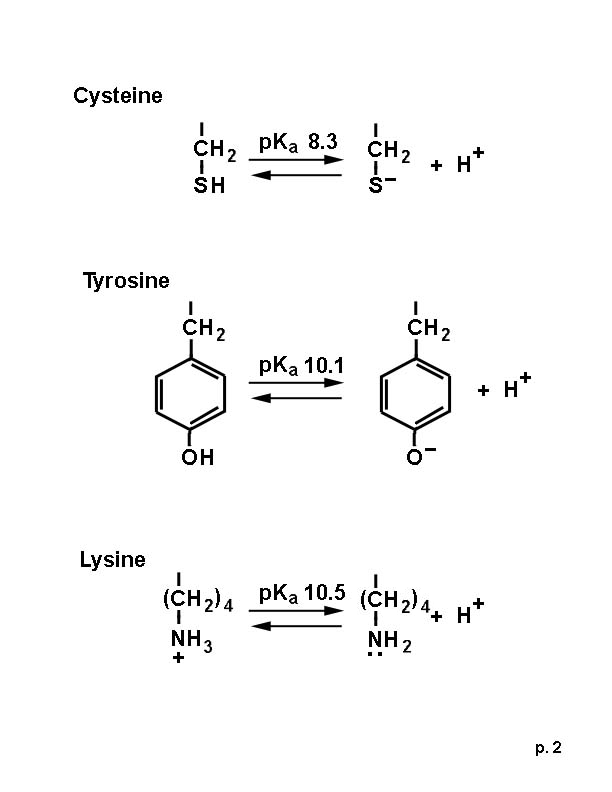 Cysteine
CH2 pKa 8.3 CH2 + H+
SH S−
Tyrosine
CH2 CH2
pKa 10.1 + H+
OH O−
Lysine
(CH2)4 pKa 10.5 (CH2)4 + H+
NH3 NH2
+ ..
p. 2